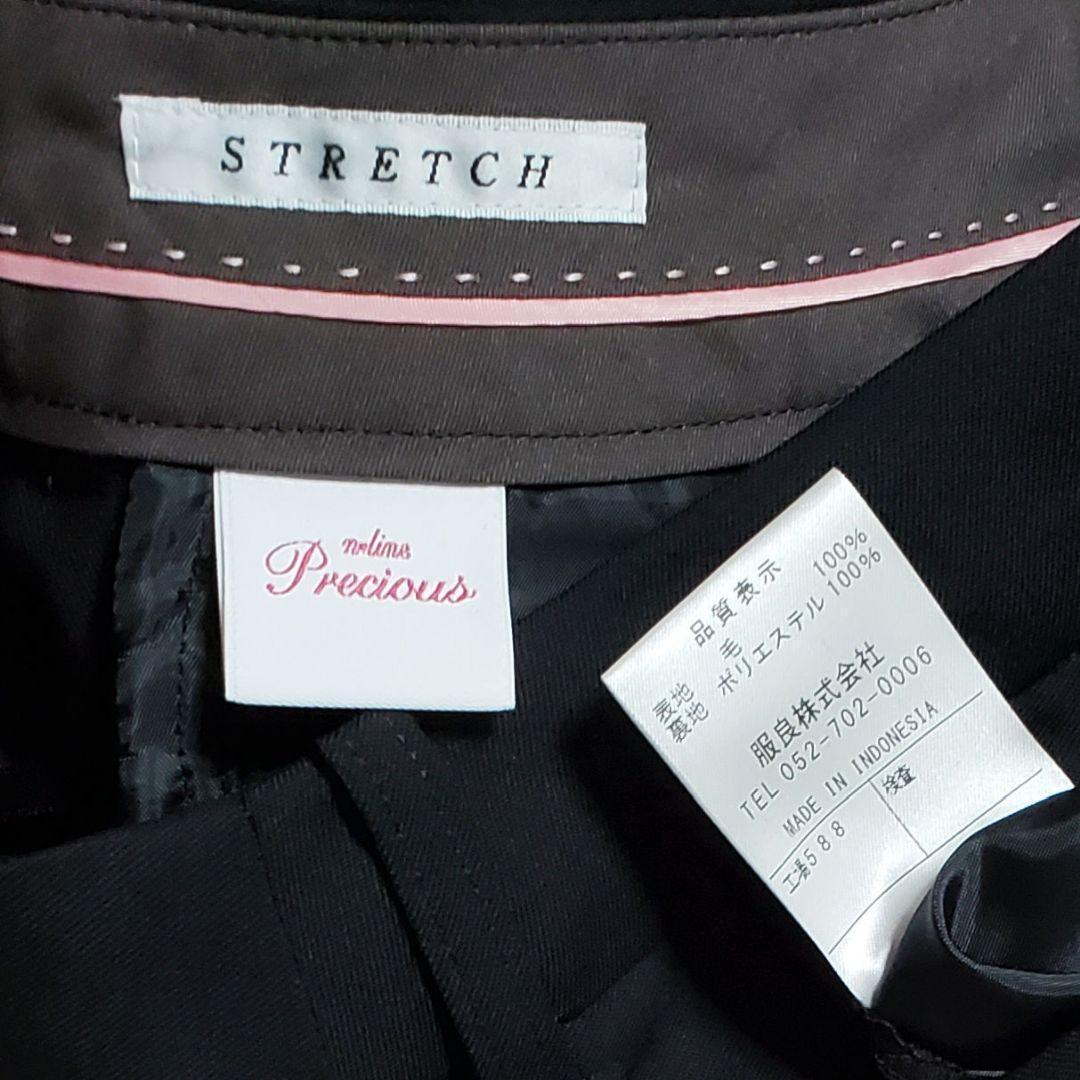 STRETCH
n-line
Precious
品質表示
表地 毛 100%
裏地 ポリエステル 100%
服良株式会社
TEL 052-702-0006
MADE IN INDONESIA
工場588
検査